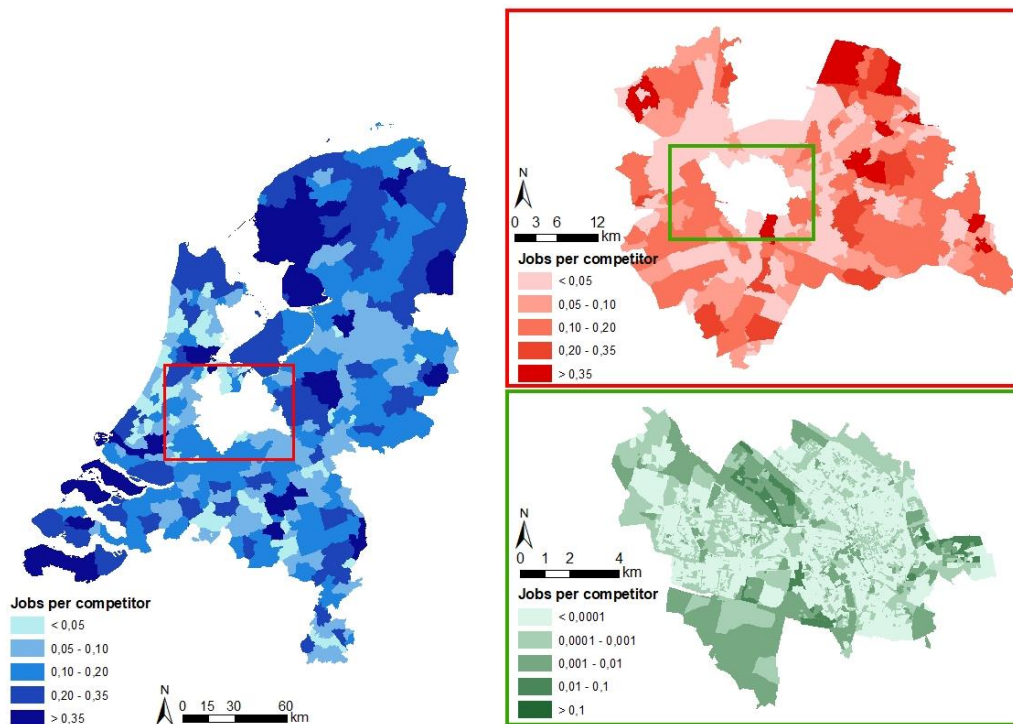 Jobs per competitor
< 0,05
0,05 - 0,10
0,10 - 0,20
0,20 - 0,35
> 0,35
N
0 15 30 60
km
N
0 3 6 12
km
Jobs per competitor
< 0,05
0,05 - 0,10
0,10 - 0,20
0,20 - 0,35
> 0,35
N
0 1 2 4
km
Jobs per competitor
< 0,0001
0,0001 - 0,001
0,001 - 0,01
0,01 - 0,1
> 0,1